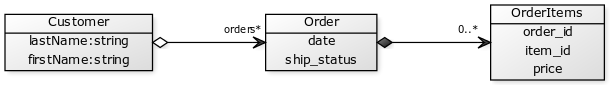 Customer
lastName:string
firstName:string
orders*
Order
date
ship_status
0..*
OrderItems
order_id
item_id
price